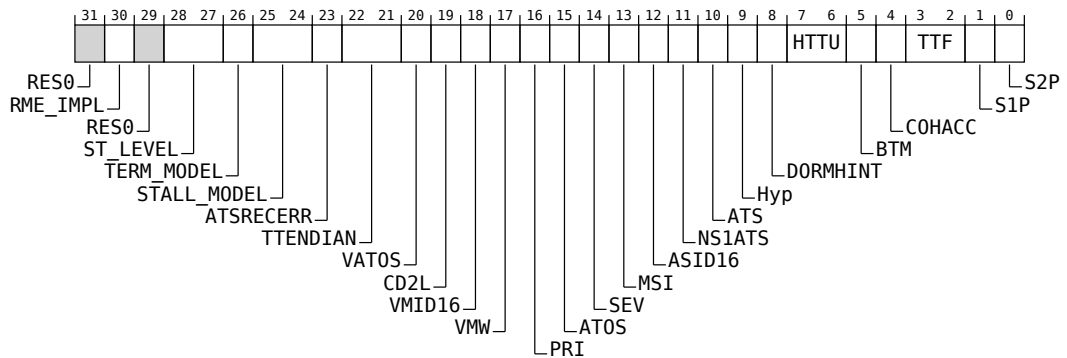 31 30 29 28 27 26 25 24 23 22 21 20 19 18 17 16 15 14 13 12 11 10 9 8 7 6 5 4 3 2 1 0
HTTU TTF
RES0 S2P
RME_IMPL S1P
RES0 COHACC
ST_LEVEL BTM
TERM_MODEL DORMHINT
STALL_MODEL Hyp
ATSRECERR ATS
TTENDIAN NS1ATS
VATOS ASID16
CD2L MSI
VMID16 SEV
VMW ATOS
PRI